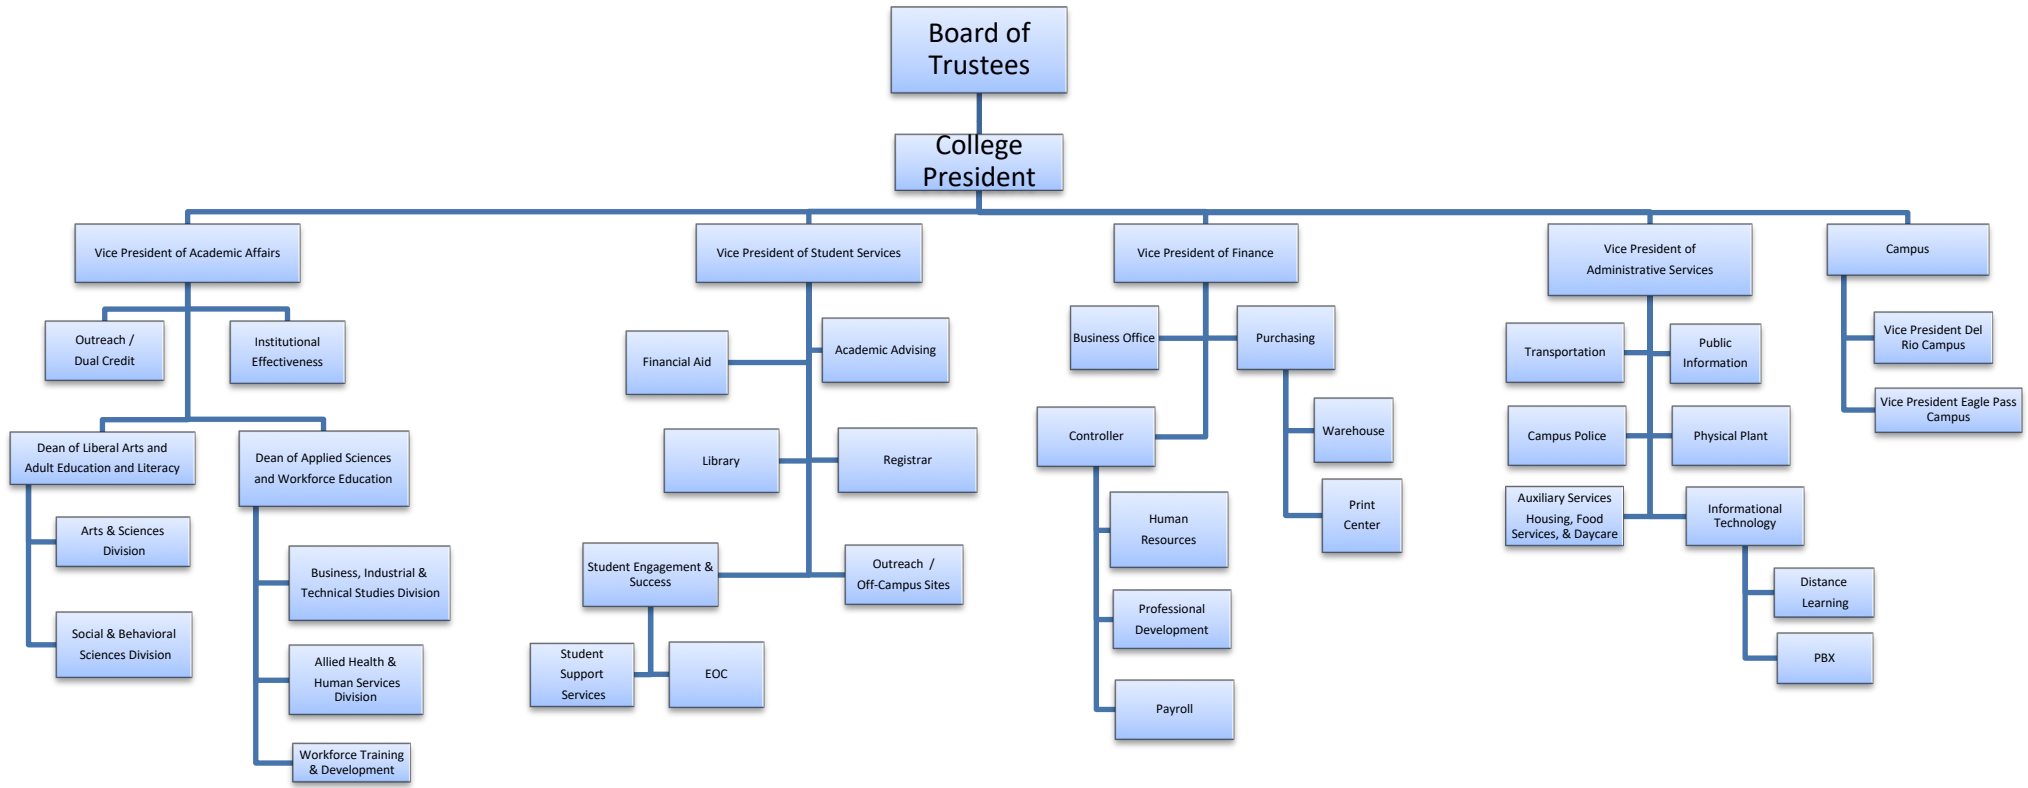 Board of
Trustees
College
President
Vice President of Academic Affairs
Outreach /
Dual Credit
Institutional
Effectiveness
Dean of Liberal Arts and
Adult Education and Literacy
Arts & Sciences
Division
Social & Behavioral
Sciences Division
Dean of Applied Sciences
and Workforce Education
Business, Industrial &
Technical Studies Division
Allied Health &
Human Services
Division
Workforce Training
& Development
Vice President of Student Services
Financial Aid
Academic Advising
Library
Registrar
Student Engagement &
Success
Outreach /
Off-Campus Sites
Student
Support
Services
EOC
Vice President of Finance
Business Office
Purchasing
Controller
Warehouse
Print
Center
Human
Resources
Professional
Development
Payroll
Vice President of
Administrative Services
Transportation
Public
Information
Campus Police
Physical Plant
Auxiliary Services
Housing, Food
Services, & Daycare
Informational
Technology
Distance
Learning
PBX
Campus
Vice President Del
Rio Campus
Vice President Eagle Pass
Campus